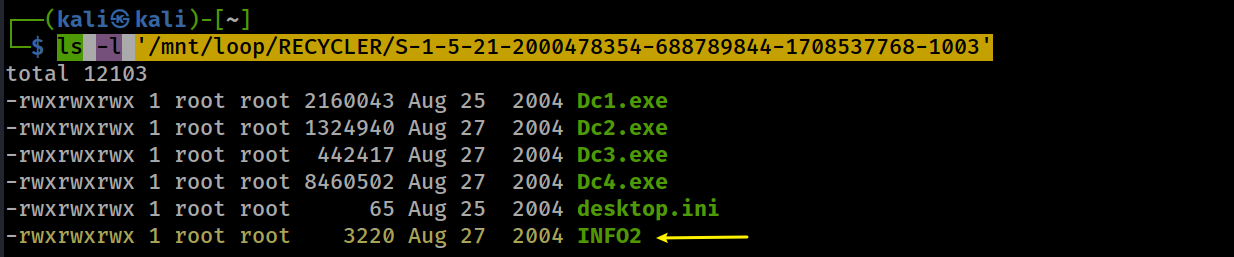 ┌──(kali㉿kali)-[~]
└─$ ls -l '/mnt/loop/RECYCLER/S-1-5-21-2000478354-688789844-1708537768-1003'
total 12103
-rwxrwxrwx 1 root root 2160043 Aug 25  2004 Dc1.exe
-rwxrwxrwx 1 root root 1324940 Aug 27  2004 Dc2.exe
-rwxrwxrwx 1 root root  442417 Aug 27  2004 Dc3.exe
-rwxrwxrwx 1 root root 8460502 Aug 27  2004 Dc4.exe
-rwxrwxrwx 1 root root      65 Aug 25  2004 desktop.ini
-rwxrwxrwx 1 root root    3220 Aug 27  2004 INFO2